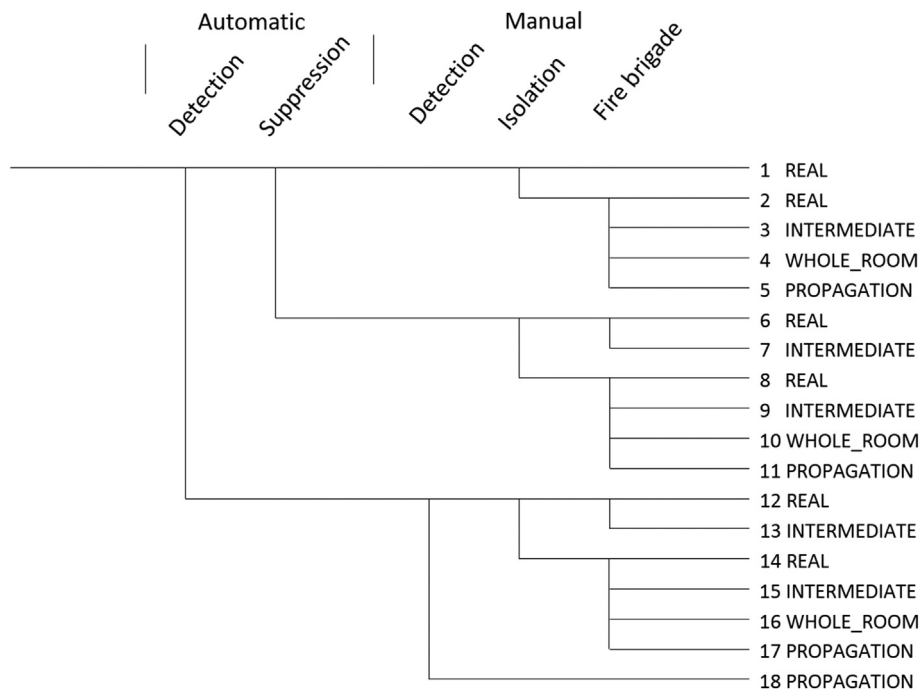 Automatic Manual
Detection Suppression Detection Isolation Fire brigade
1 REAL
2 REAL
3 INTERMEDIATE
4 WHOLE_ROOM
5 PROPAGATION
6 REAL
7 INTERMEDIATE
8 REAL
9 INTERMEDIATE
10 WHOLE_ROOM
11 PROPAGATION
12 REAL
13 INTERMEDIATE
14 REAL
15 INTERMEDIATE
16 WHOLE_ROOM
17 PROPAGATION
18 PROPAGATION